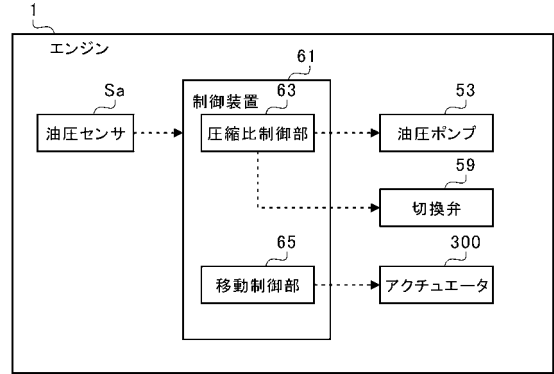 1
エンジン
61
Sa
制御装置
63
53
油圧センサ
圧縮比制御部
油圧ポンプ
59
切換弁
65
300
移動制御部
アクチュエータ